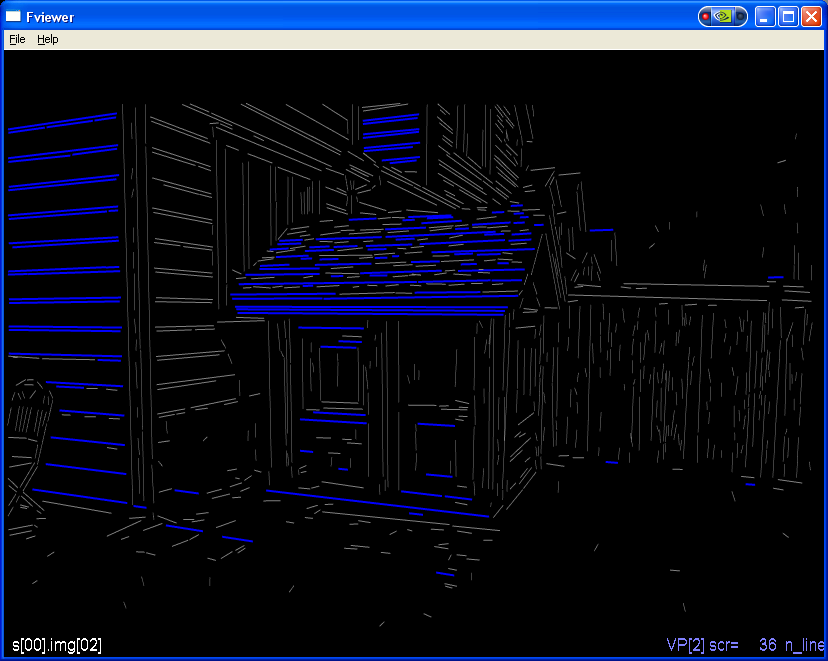 Fviewer
File Help
s[00].img[02]
VP[2] scr= 36 n_line